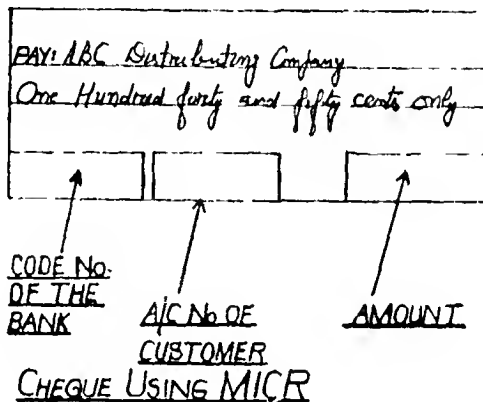 PAY: ABC Distributing Company
One Hundred forty and fifty cents only
CODE No.
OF THE
BANK
A/C No OF
CUSTOMER
AMOUNT
CHEQUE USING MICR